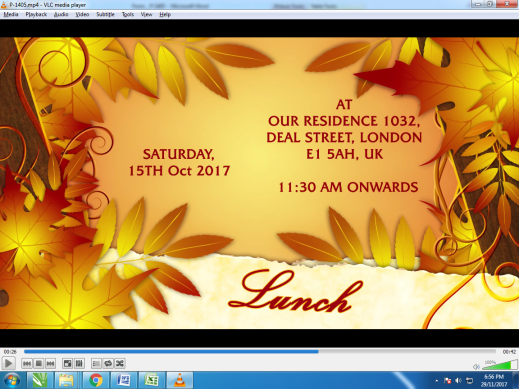 P-1405.mp4 - VLC media player
Media Playback Audio Video Subtitle Tools View Help
SATURDAY,
15TH Oct 2017
AT
OUR RESIDENCE 1032,
DEAL STREET, LONDON
E1 5AH, UK
11:30 AM ONWARDS
Lunch
00:26
00:42
100%
6:56 PM
29/11/2017